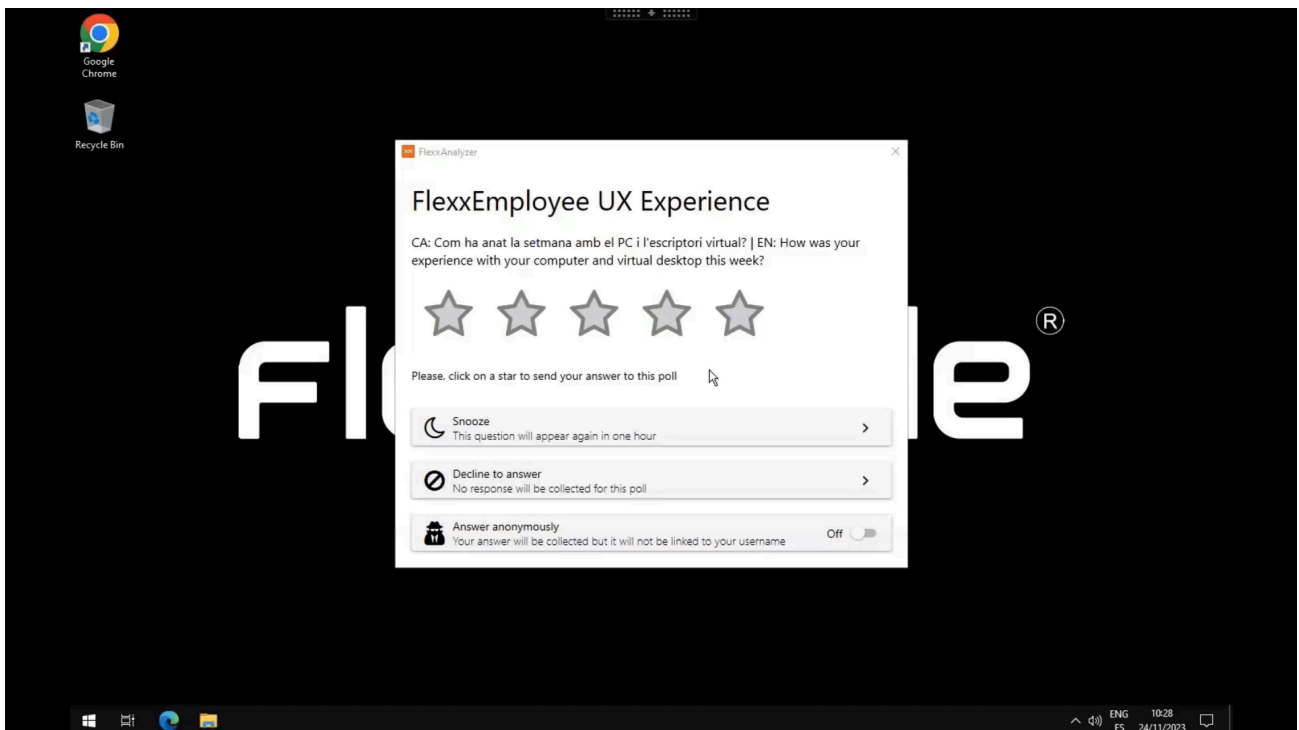 Google
Chrome
Recycle Bin
FlexxAnalyzer
FlexxEmployee UX Experience
CA: Com ha anat la setmana amb el PC i l'escriptori virtual? | EN: How was your
experience with your computer and virtual desktop this week?
Fl
le
®
Please, click on a star to send your answer to this poll
Snooze
This question will appear again in one hour
Decline to answer
No response will be collected for this poll
Answer anonymously
Your answer will be collected but it will not be linked to your username
Off
ENG
ES
10:28
24/11/2023